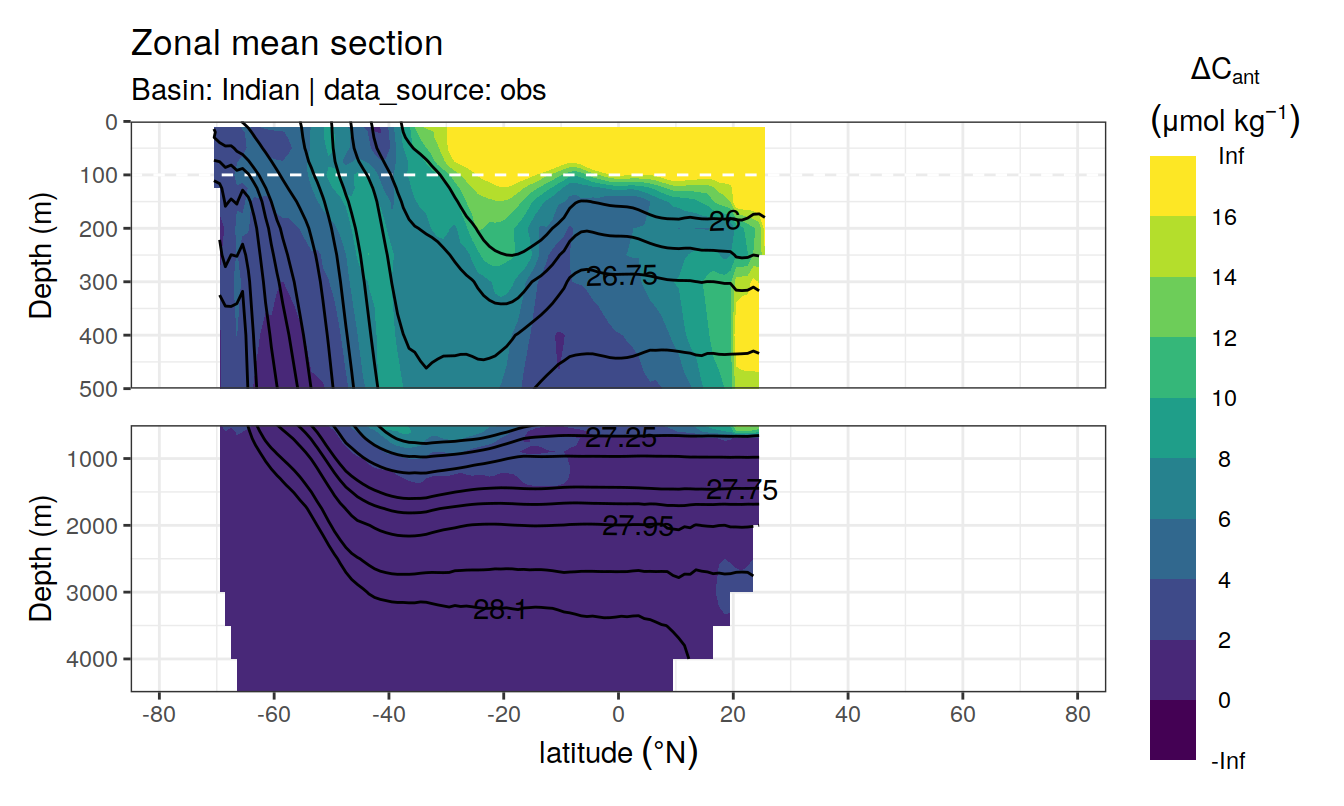 Zonal mean section
Basin: Indian | data_source: obs
ΔCant
(μmol kg⁻¹)
Inf
16
14
12
10
8
6
4
2
0
-Inf
Depth (m)
0
100
200
300
400
500
26
26.75
Depth (m)
1000
2000
3000
4000
27.25
27.75
27.95
28.1
-80 -60 -40 -20 0 20 40 60 80
latitude (°N)